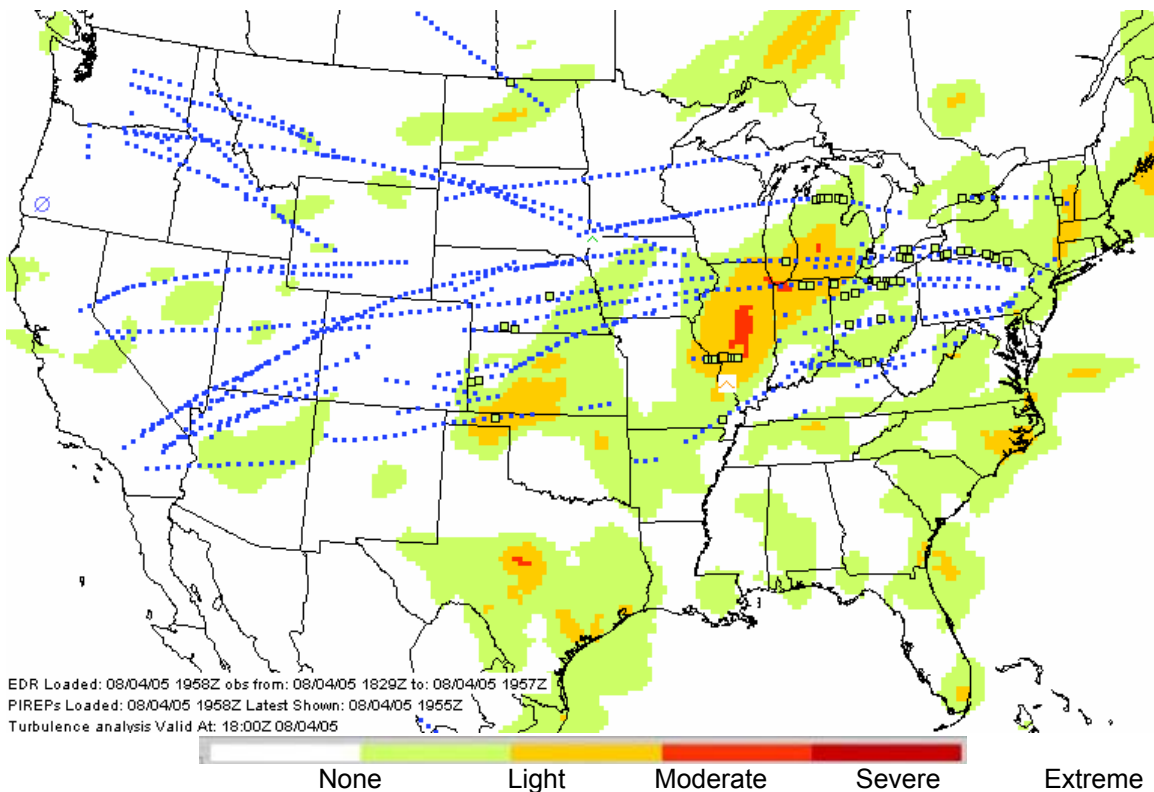 EDR Loaded: 08/04/05 1958Z obs from: 08/04/05 1829Z to: 08/04/05 1957Z
PIREPs Loaded: 08/04/05 1958Z Latest Shown: 08/04/05 1955Z
Turbulence analysis Valid At: 18:00Z 08/04/05
None Light Moderate Severe Extreme